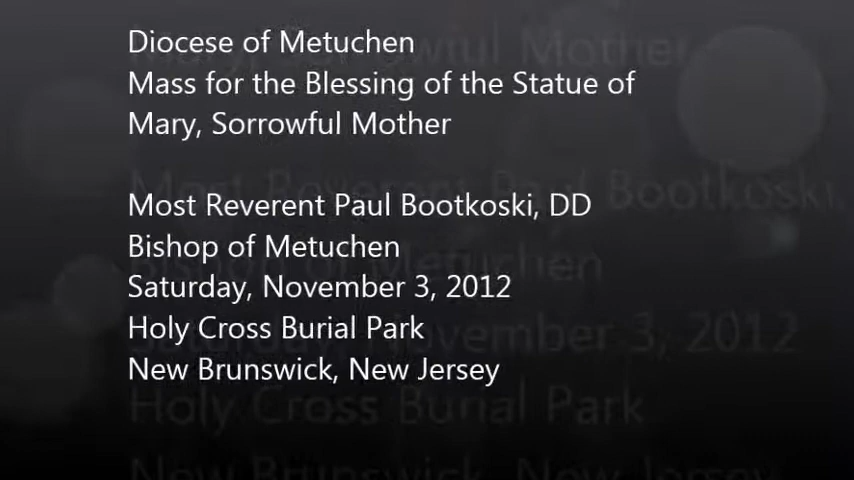 Diocese of Metuchen
Mass for the Blessing of the Statue of
Mary, Sorrowful Mother
Most Reverent Paul Bootkoski, DD
Bishop of Metuchen
Saturday, November 3, 2012
Holy Cross Burial Park
New Brunswick, New Jersey